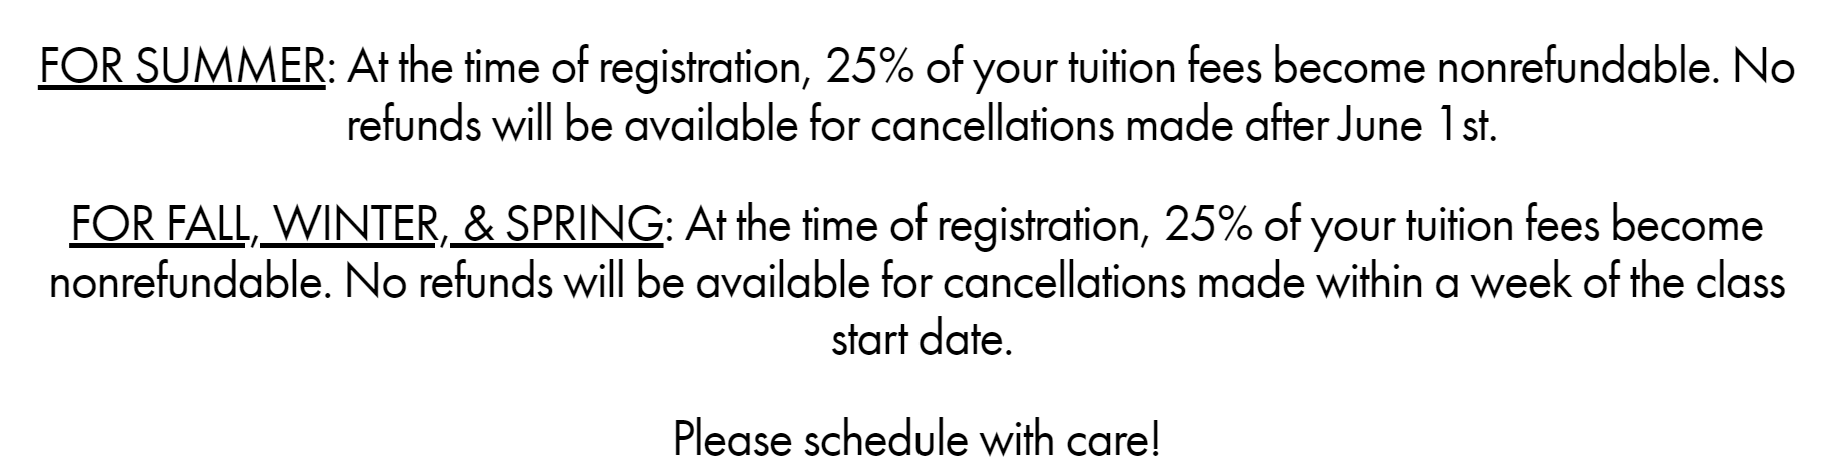 FOR SUMMER: At the time of registration, 25% of your tuition fees become nonrefundable. No
refunds will be available for cancellations made after June 1st.
FOR FALL, WINTER, & SPRING: At the time of registration, 25% of your tuition fees become
nonrefundable. No refunds will be available for cancellations made within a week of the class
start date.
Please schedule with care!